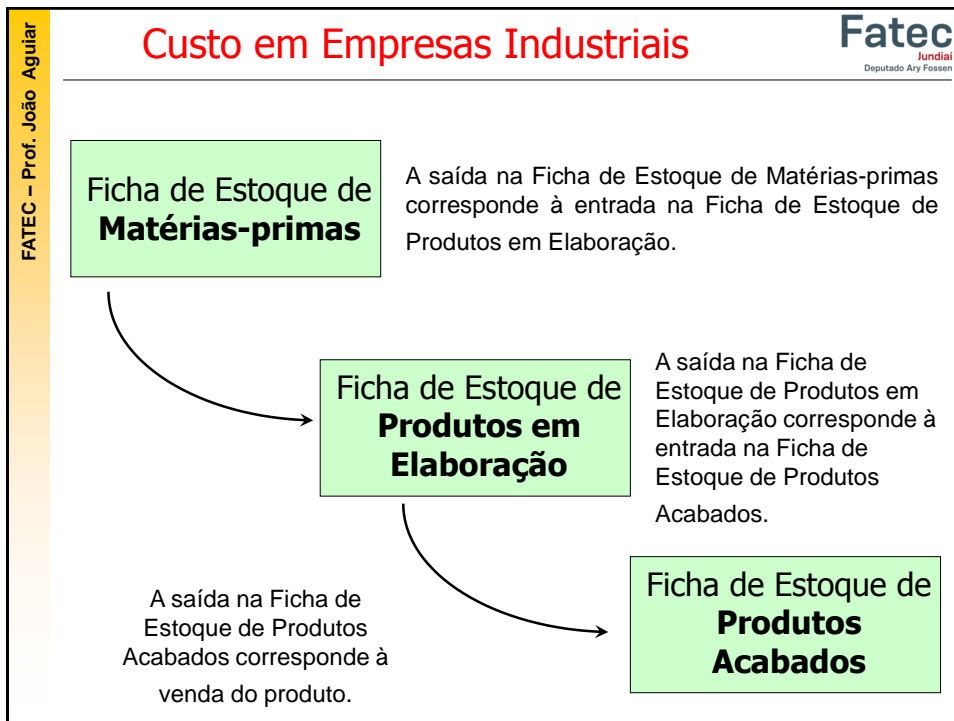 FATEC – Prof. João Aguiar
Custo em Empresas Industriais
Fatec
Jundiaí
Deputado Ary Fossen
Ficha de Estoque de
Matérias-primas
A saída na Ficha de Estoque de Matérias-primas
corresponde à entrada na Ficha de Estoque de
Produtos em Elaboração.
Ficha de Estoque de
Produtos em
Elaboração
A saída na Ficha de
Estoque de Produtos em
Elaboração corresponde à
entrada na Ficha de
Estoque de Produtos
Acabados.
Ficha de Estoque de
Produtos
Acabados
A saída na Ficha de
Estoque de Produtos
Acabados corresponde à
venda do produto.